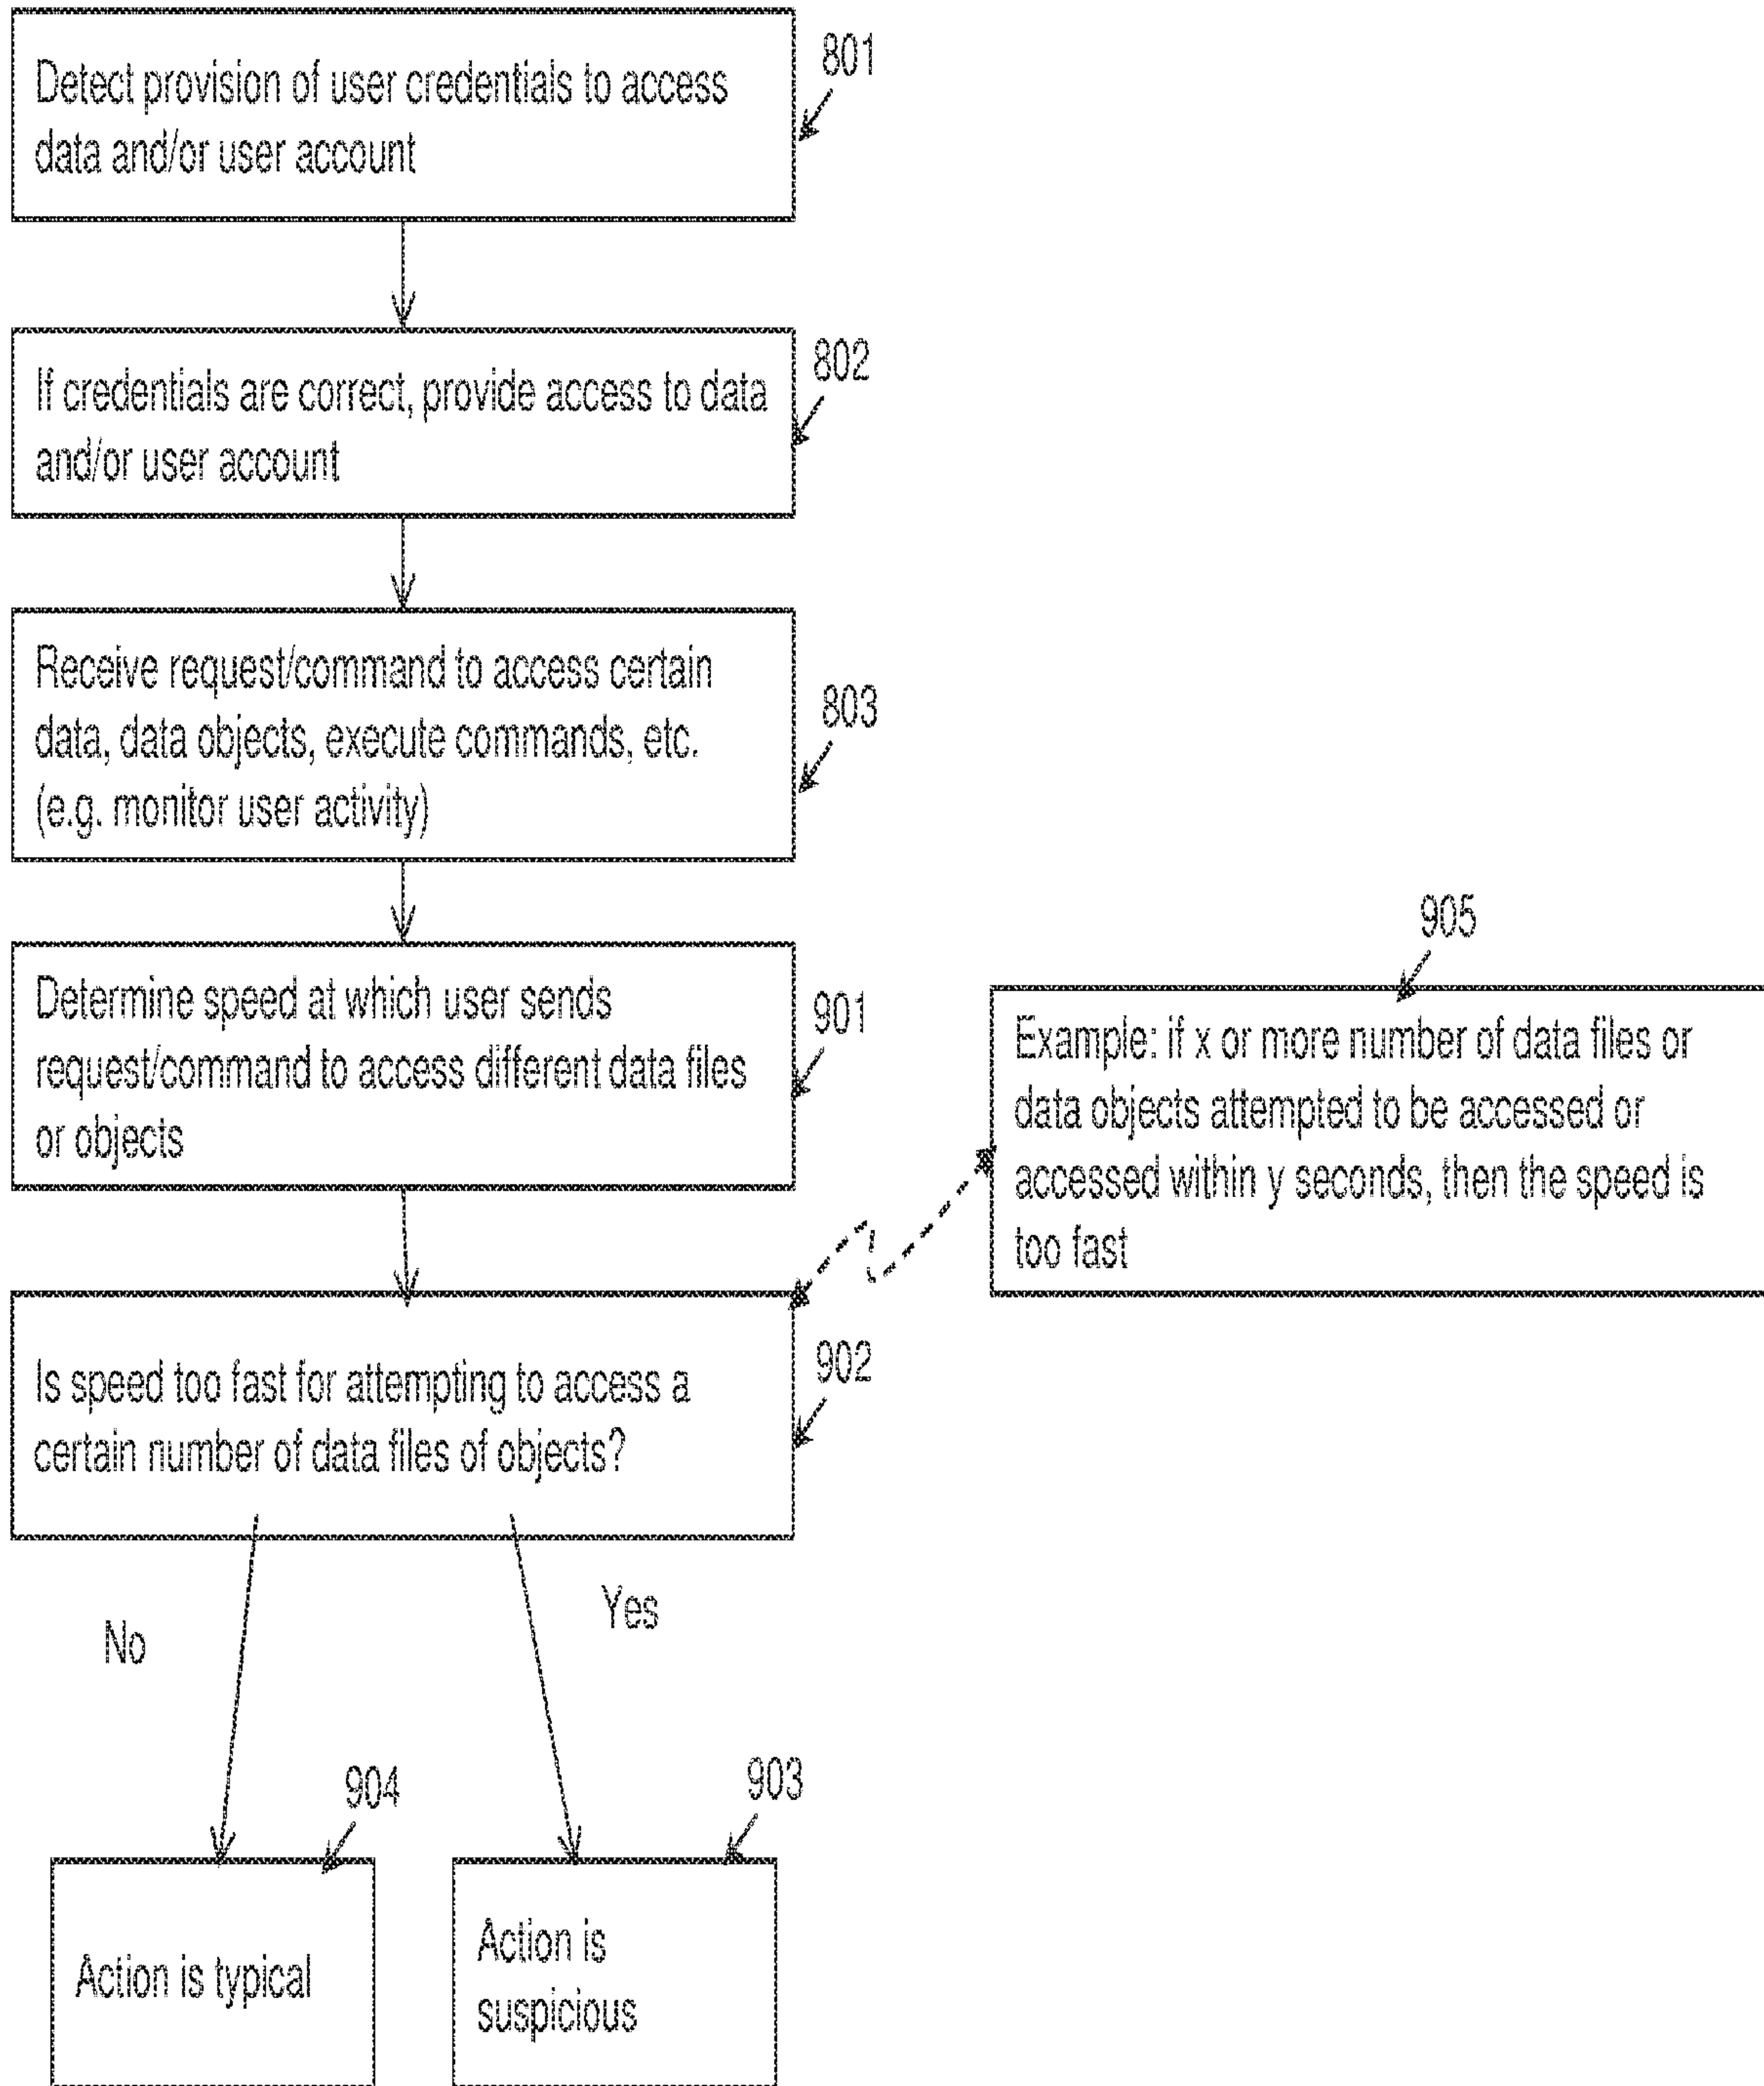 Detect provision of user credentials to access
data and/or user account
801
If credentials are correct, provide access to data
and/or user account
802
Receive request/command to access certain
data, data objects, execute commands, etc.
(e.g. monitor user activity)
803
Determine speed at which user sends
request/command to access different data files
or objects
901
905
Example: if x or more number of data files or
data objects attempted to be accessed or
accessed within y seconds, then the speed is
too fast
Is speed too fast for attempting to access a
certain number of data files of objects?
902
No
Yes
904
903
Action is typical
Action is
suspicious